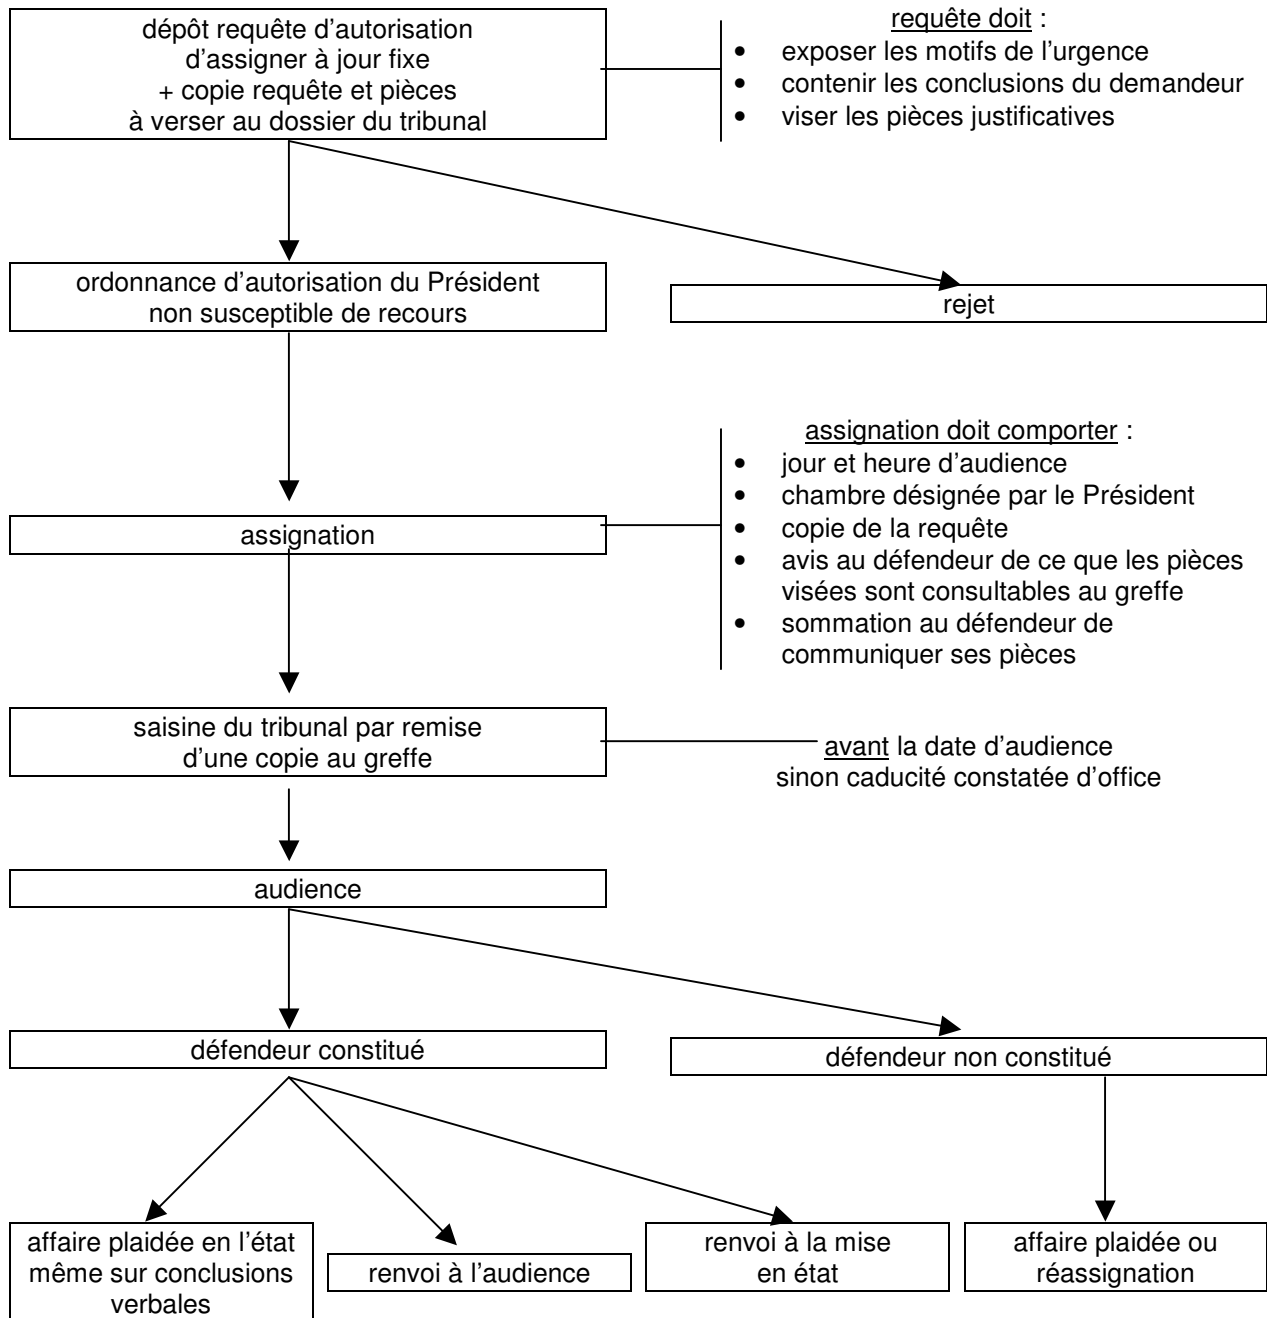 dépôt requête d'autorisation
d'assigner à jour fixe
+ copie requête et pièces
à verser au dossier du tribunal
requête doit :
• exposer les motifs de l'urgence
• contenir les conclusions du demandeur
• viser les pièces justificatives
ordonnance d'autorisation du Président
non susceptible de recours
rejet
assignation
assignation doit comporter :
• jour et heure d'audience
• chambre désignée par le Président
• copie de la requête
• avis au défendeur de ce que les pièces
visées sont consultables au greffe
• sommation au défendeur de
communiquer ses pièces
saisine du tribunal par remise
d'une copie au greffe
avant la date d'audience
sinon caducité constatée d'office
audience
défendeur constitué
défendeur non constitué
affaire plaidée en l'état
même sur conclusions
verbales
renvoi à l'audience
renvoi à la mise
en état
affaire plaidée ou
réassignation